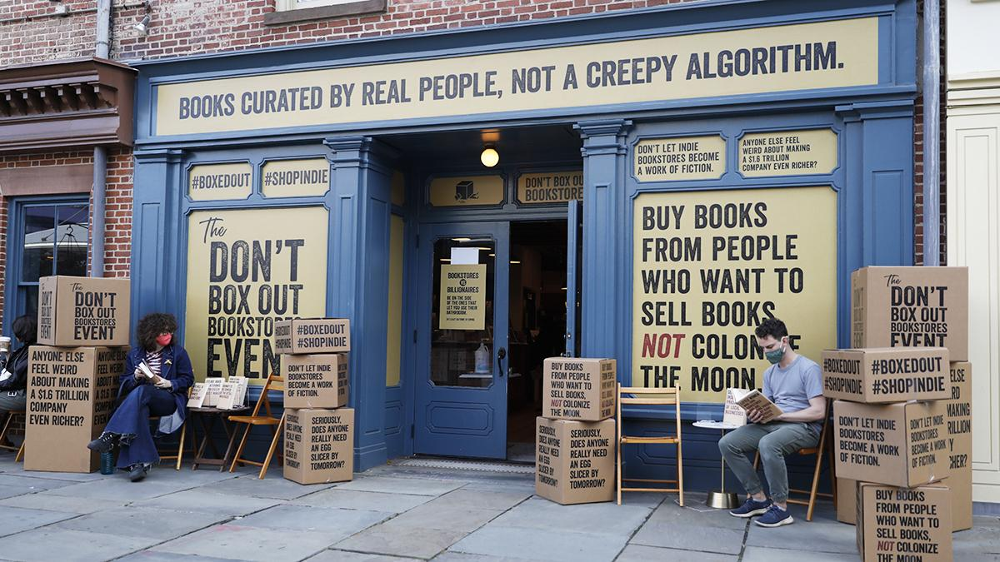 BOOKS CURATED BY REAL PEOPLE, NOT A CREEPY ALGORITHM.
#BOXEDOUT
#SHOPINDIE
The
DON'T
BOX OUT
BOOKSTORES
EVENT
DON'T BOX OU
BOOKSTORE
BOOKSTORES
VS
BILLIONAIRES
BE ON THE SIDE
OF THE ONES THAT
LET YOU USE THEIR
BATHROOM.
DON'T LET INDIE
BOOKSTORES BECOME
A WORK OF FICTION.
ANYONE ELSE FEEL
WEIRD ABOUT MAKING
A $1.6 TRILLION
COMPANY EVEN RICHER?
BUY BOOKS
FROM PEOPLE
WHO WANT TO
SELL BOOKS
NOT COLONIZE
THE MOON
The
DON'T
BOX OUT
BOOKSTORES
EVENT
ANYONE ELSE
FEEL WEIRD
ABOUT MAKING
A $1.6 TRILLION
COMPANY
EVEN RICHER?
#BOXEDOUT
#SHOPINDIE
DON'T LET INDIE
BOOKSTORES
BECOME A WORK
OF FICTION.
SERIOUSLY,
DOES ANYONE
REALLY NEED
AN EGG
SLICER BY
TOMORROW?
BUY BOOKS
FROM PEOPLE
WHO WANT TO
SELL BOOKS,
NOT COLONIZE
THE MOON.
SERIOUSLY,
DOES ANYONE
REALLY NEED
AN EGG
SLICER BY
TOMORROW?
The
DON'T
BOX OUT
BOOKSTORES
EVENT
#BOXEDOUT
#SHOPINDIE
#BOXEDOUT
#SHOPINDIE
DON'T LET INDIE
BOOKSTORES
BECOME A WORK
OF FICTION.
DON'T LET INDIE
BOOKSTORES
BECOME A WORK
OF FICTION.
BUY BOOKS
FROM PEOPLE
WHO WANT TO
SELL BOOKS,
NOT COLONIZE
THE MOON